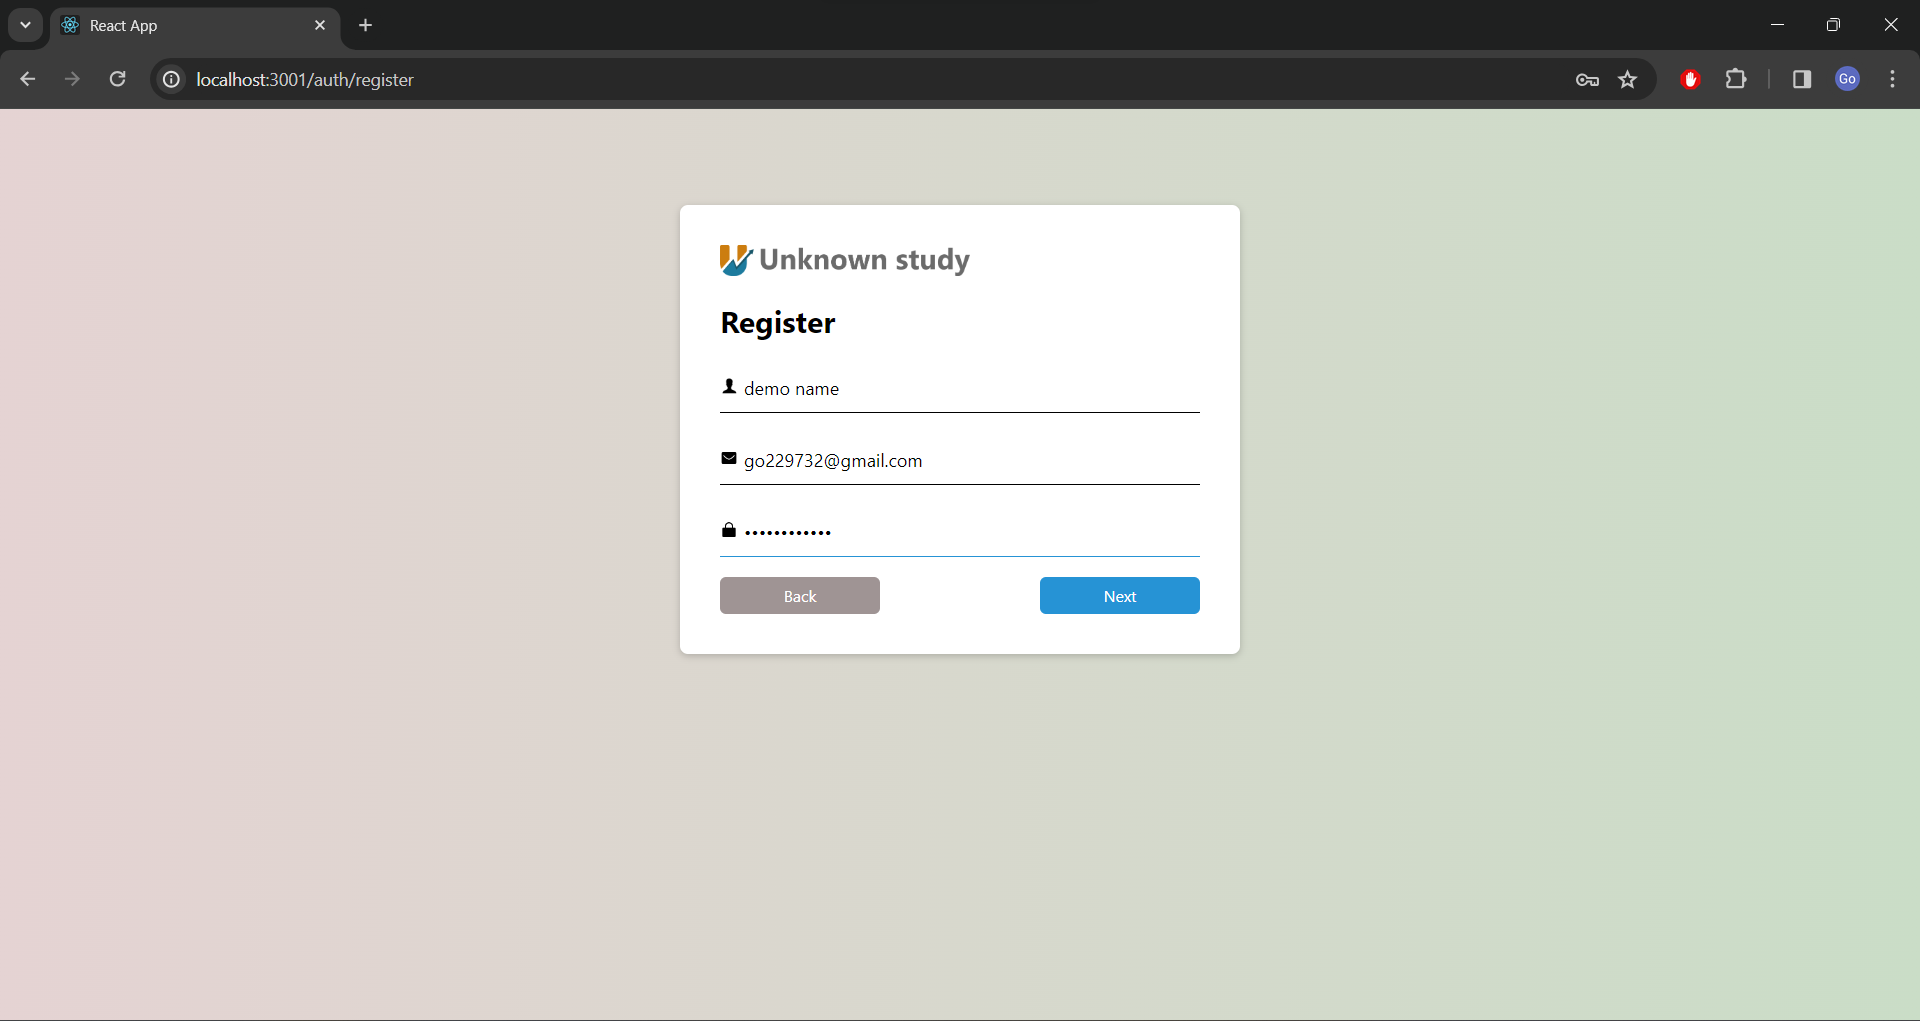 React App
localhost:3001/auth/register
Go
Unknown study
Register
demo name
go229732@gmail.com
••••••••••••
Back
Next